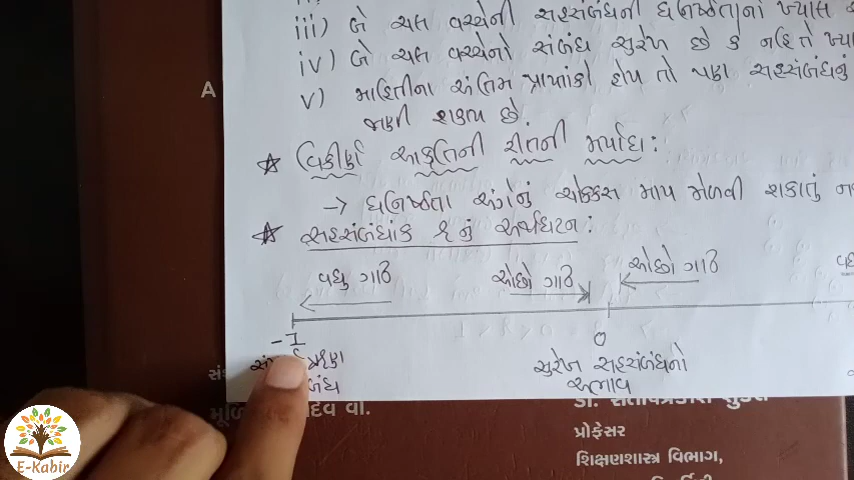 iii) બે ચલ વચ્ચેની સહસંબંધની ઘનિષ્ઠતાનો ખ્યાલ
iv) બે ચલ વચ્ચેનો સંબંધ સુરેખ છે કે નહિ તે
v) માહિતીના અંતિમ પ્રાપ્તાંકો હોય તો પણ સહસંબંધનું
જાણી શકાય છે.
☆ વિકીર્ણ આકૃતિની રીતની મર્યાદા :
→ ઘનિષ્ઠતા અંગેનું ચોક્કસ માપ મેળવી શકાતું
☆ સહસંબંધાંક r નું અર્થઘટન :
વધુ ગાઢ ઓછો ગાઢ ઓછો ગાઢ
-1 0
સુરેખ સહસંબંધનો
અભાવ
A
પ્રોફેસર
શિક્ષણશાસ્ત્ર વિભાગ,
E-Kabir